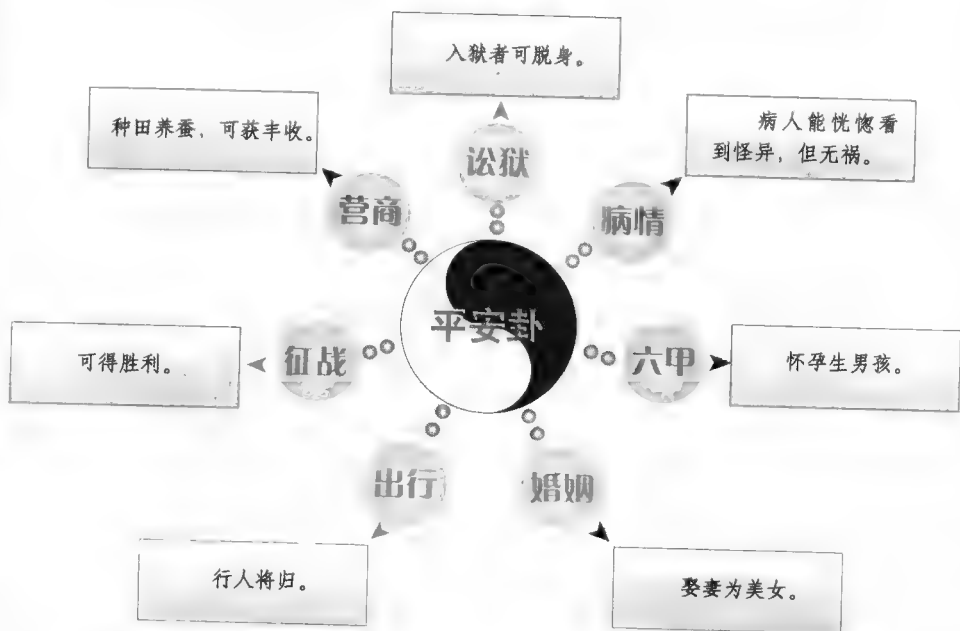 入狱者可脱身。
种田养蚕，可获丰收。
病人能恍惚看
到怪异，但无祸。
讼狱
营商
病情
平安卦
征战
六甲
可得胜利。
怀孕生男孩。
出行
婚姻
行人将归。
娶妻为美女。